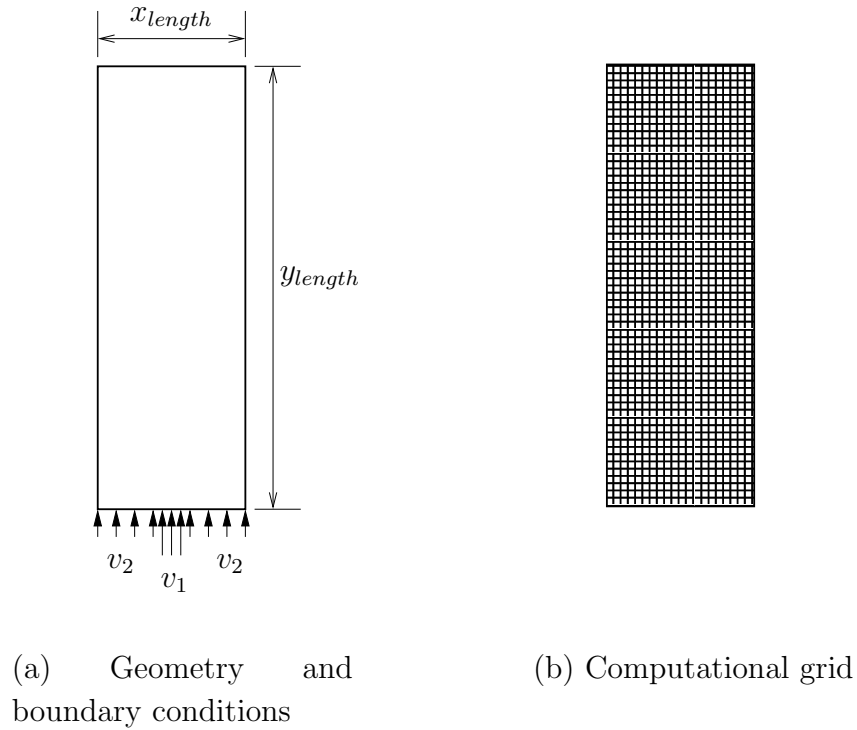 x_length
y_length
v_2
v_2
v_1
(a) Geometry and
boundary conditions
(b) Computational grid